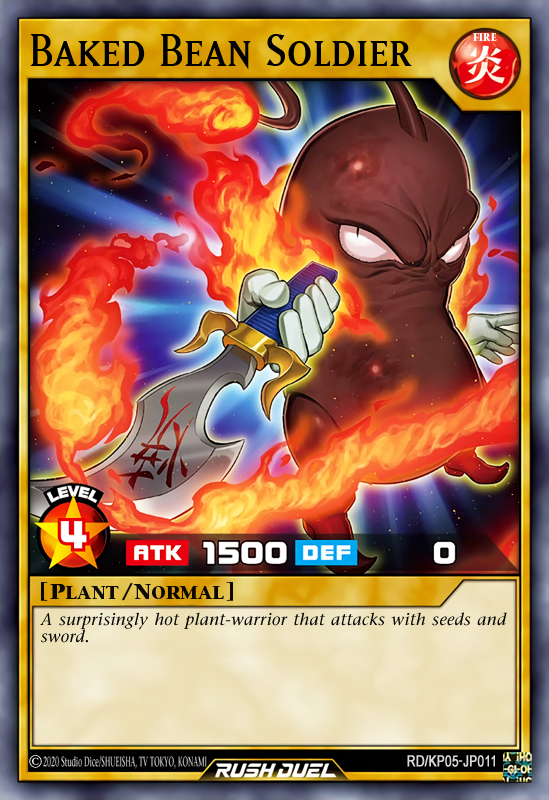 BAKED BEAN SOLDIER
FIRE
炎
LEVEL
4
ATK 1500 DEF 0
[PLANT/NORMAL]
A surprisingly hot plant-warrior that attacks with seeds and
sword.
©2020 Studio Dice/SHUEISHA, TV TOKYO, KONAMI
RUSH DUEL
RD/KP05-JP011